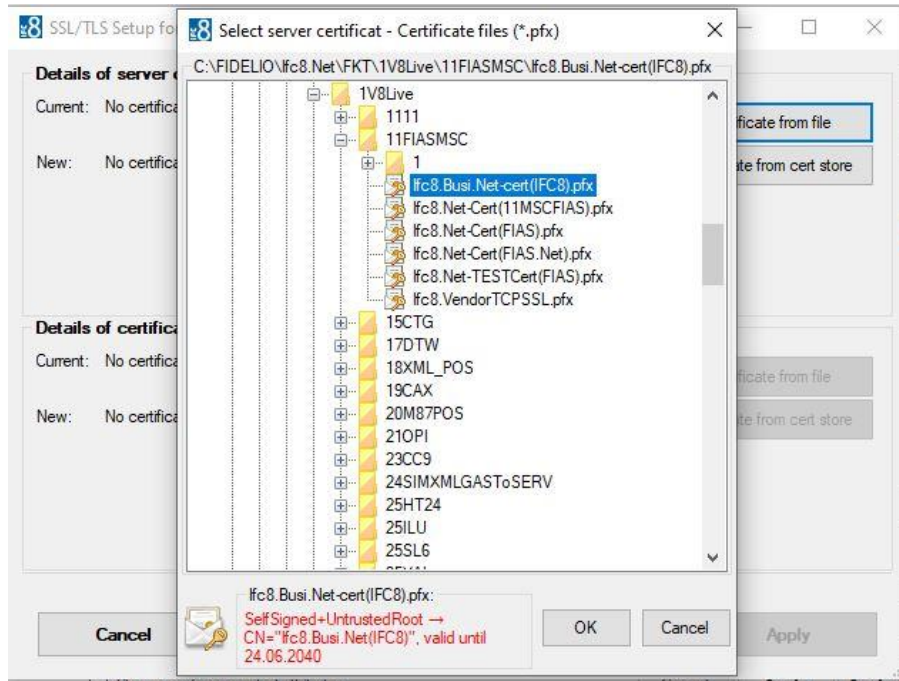 SSL/TLS Setup fo
Select server certificat - Certificate files (*.pfx)
C:\FIDELIO\Ifc8.Net\FKT\1V8Live\11FIASMSC\Ifc8.Busi.Net-cert(IFC8).pfx
Details of server
Current: No certifica
New: No certifica
ificate from file
te from cert store
1V8Live
1111
11FIASMSC
1
Ifc8.Busi.Net-cert(IFC8).pfx
Ifc8.Net-Cert(11MSCFIAS).pfx
Ifc8.Net-Cert(FIAS).pfx
Ifc8.Net-Cert(FIAS.Net).pfx
Ifc8.Net-TESTCert(FIAS).pfx
Ifc8.VendorTCPSSL.pfx
15CTG
17DTW
18XML_POS
19CAX
20M87POS
21OPI
23CC9
24SIMXMLGASToSERV
25HT24
25ILU
25SL6
Details of certifica
Current: No certifica
New: No certifica
ificate from file
te from cert store
Ifc8.Busi.Net-cert(IFC8).pfx:
SelfSigned+UntrustedRoot →
CN="Ifc8.Busi.Net(IFC8)", valid until
24.06.2040
OK
Cancel
Cancel
Apply